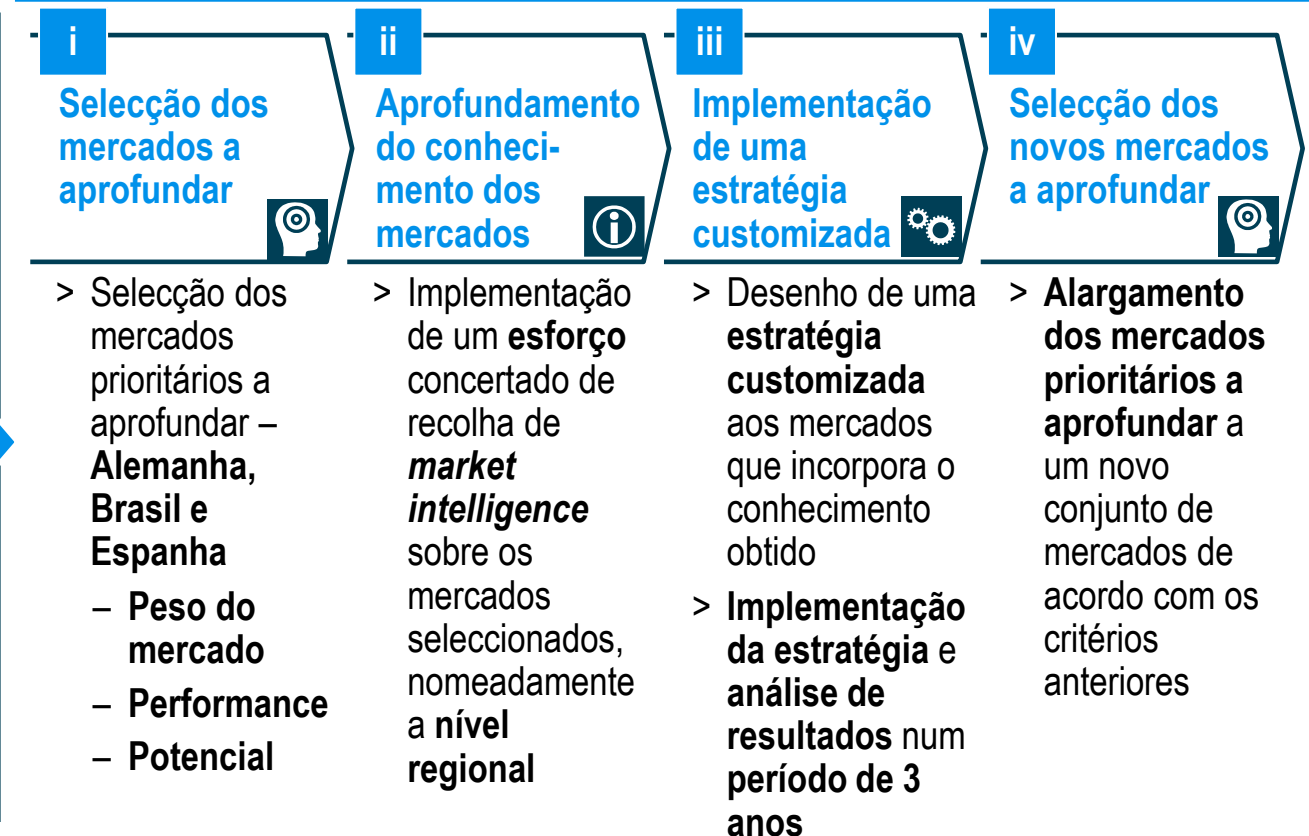 i
Selecção dos
mercados a
aprofundar
> Selecção dos
mercados
prioritários a
aprofundar –
Alemanha,
Brasil e
Espanha
– Peso do
mercado
– Performance
– Potencial
ii
Aprofundamento
do conheci-
mento dos
mercados
> Implementação
de um esforço
concertado de
recolha de
market
intelligence
sobre os
mercados
seleccionados,
nomeadamente
a nível
regional
iii
Implementação
de uma
estratégia
customizada
> Desenho de uma
estratégia
customizada
aos mercados
que incorpora o
conhecimento
obtido
> Implementação
da estratégia e
análise de
resultados num
período de 3
anos
iv
Selecção dos
novos mercados
a aprofundar
> Alargamento
dos mercados
prioritários a
aprofundar a
um novo
conjunto de
mercados de
acordo com os
critérios
anteriores